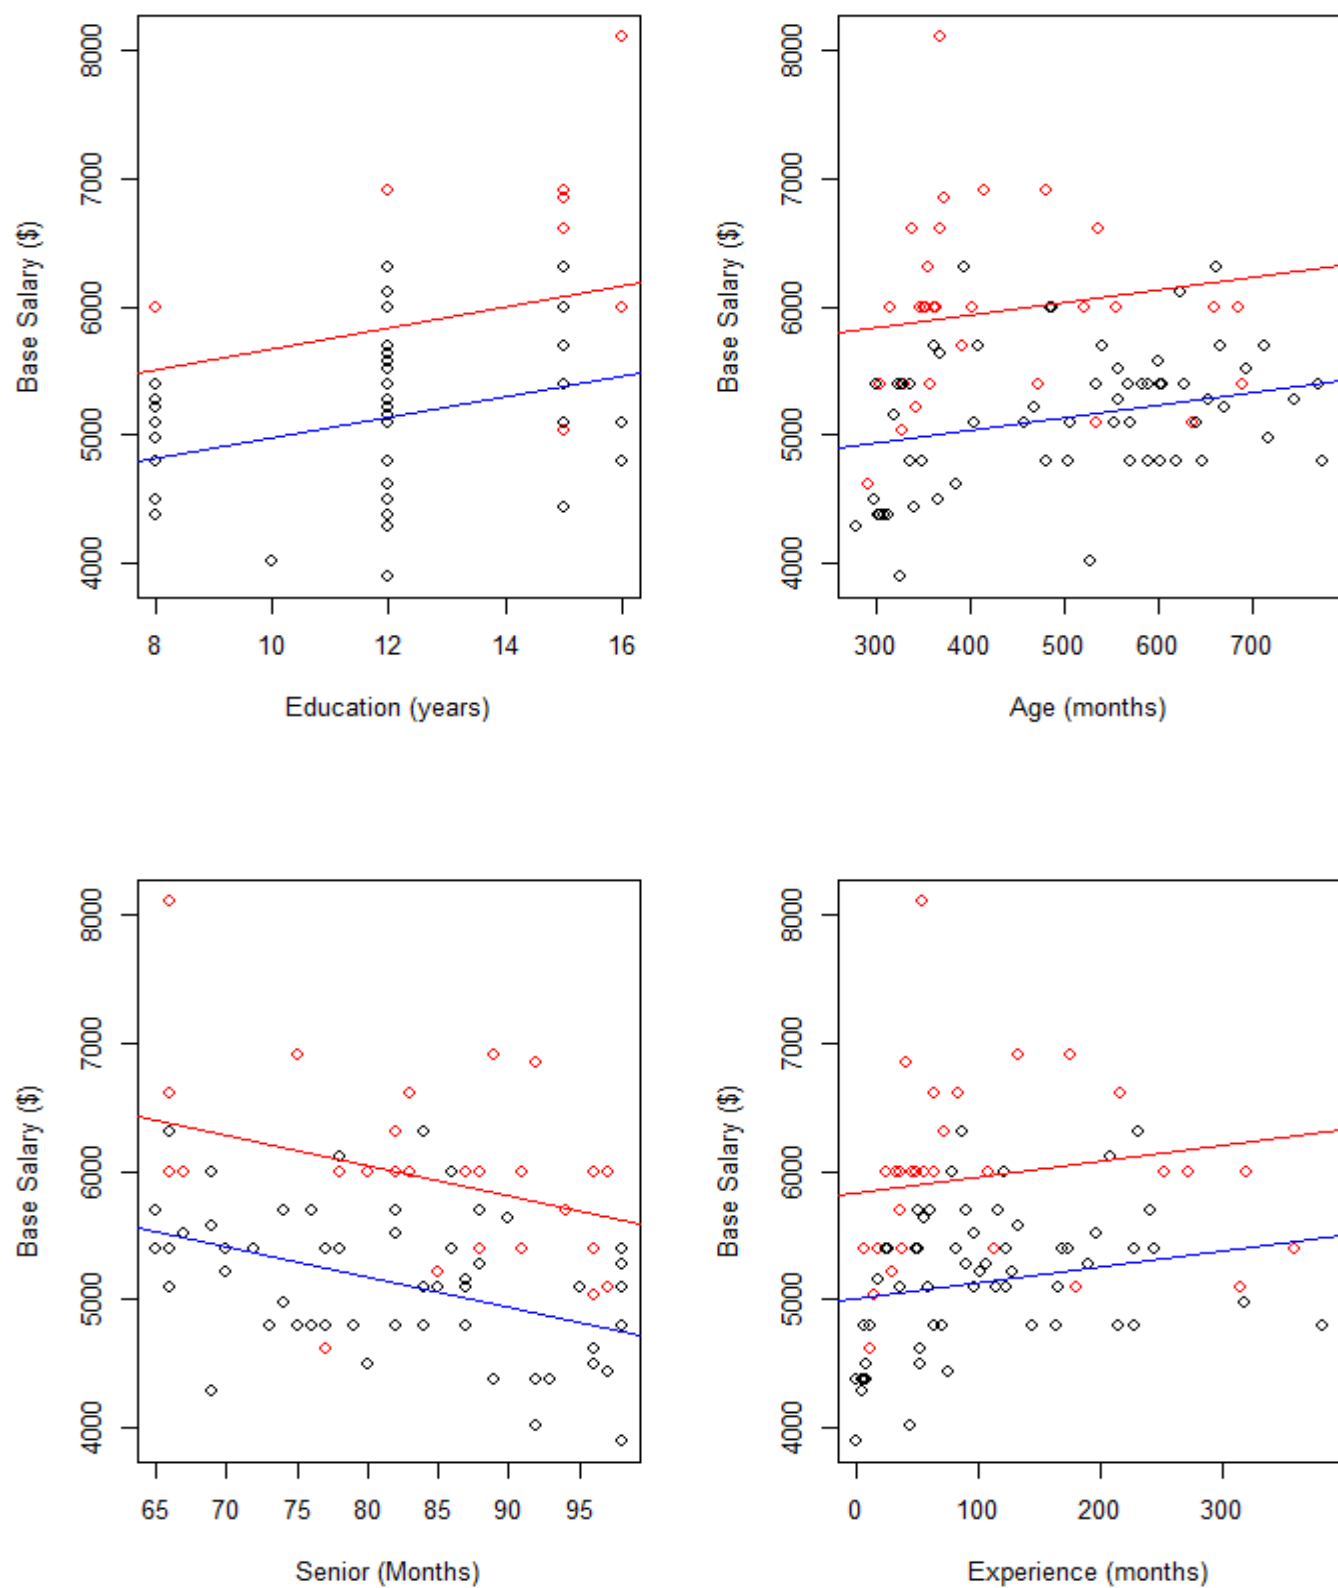 8000
7000
6000
5000
4000
Base Salary ($)
8 10 12 14 16
Education (years)
8000
7000
6000
5000
4000
Base Salary ($)
300 400 500 600 700
Age (months)
8000
7000
6000
5000
4000
Base Salary ($)
65 70 75 80 85 90 95
Senior (Months)
8000
7000
6000
5000
4000
Base Salary ($)
0 100 200 300
Experience (months)